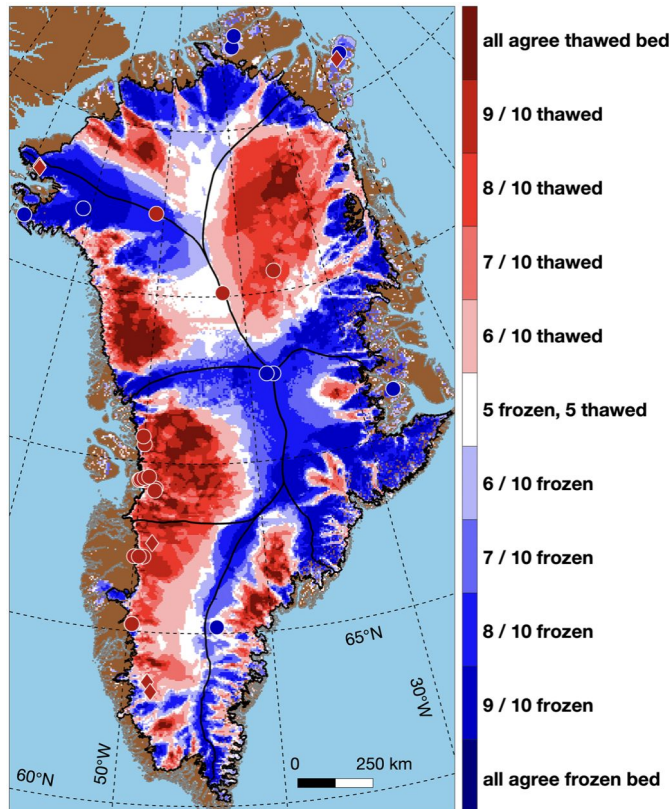 all agree thawed bed
9 / 10 thawed
8 / 10 thawed
7 / 10 thawed
6 / 10 thawed
5 frozen, 5 thawed
6 / 10 frozen
7 / 10 frozen
8 / 10 frozen
9 / 10 frozen
all agree frozen bed
65°N
30°W
50°W
60°N
0 250 km